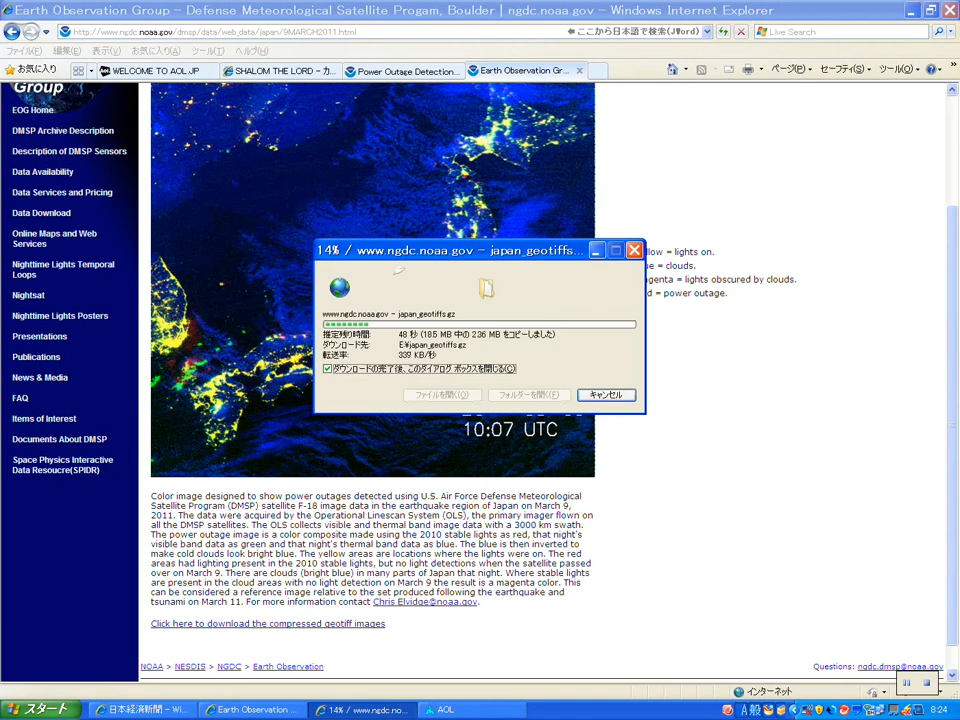 Earth Observation Group - Defense Meteorological Satellite Progam, Boulder | ngdc.noaa.gov - Windows Internet Explorer
http://www.ngdc.noaa.gov/dmsp/data/web_data/japan/9MARCH2011.html
ここから日本語で検索(JWord)
Live Search
ファイル(F) 編集(E) 表示(V) お気に入り(A) ツール(T) ヘルプ(H)
お気に入り
WELCOME TO AOL.JP
SHALOM THE LORD - カ...
Power Outage Detection...
Earth Observation Gr...
ページ(P) セーフティ(S) ツール(O)
Group
EOG Home
DMSP Archive Description
Description of DMSP Sensors
Data Availability
Data Services and Pricing
Data Download
Online Maps and Web
Services
Nighttime Lights Temporal
Loops
Nightsat
Nighttime Lights Posters
Presentations
Publications
News & Media
FAQ
Items of Interest
Documents About DMSP
Space Physics Interactive
Data Resoucre(SPIDR)
llow = lights on.
e = clouds.
agenta = lights obscured by clouds.
d = power outage.
14% / www.ngdc.noaa.gov - japan_geotiffs...
www.ngdc.noaa.gov - japan_geotiffs.gz
推定残り時間: 48 秒 (18.5 MB 中の 2.36 MB をコピーしました)
ダウンロード先: E:¥japan_geotiffs.gz
転送率: 339 KB/秒
ダウンロードの完了後、このダイアログ ボックスを閉じる(C)
ファイルを開く(O) フォルダーを開く(F) キャンセル
10:07 UTC
Color image designed to show power outages detected using U.S. Air Force Defense Meteorological
Satellite Program (DMSP) satellite F-18 image data in the earthquake region of Japan on March 9,
2011. The data were acquired by the Operational Linescan System (OLS), the primary imager flown on
all the DMSP satellites. The OLS collects visible and thermal band image data with a 3000 km swath.
The power outage image is a color composite made using the 2010 stable lights as red, that night's
visible band data as green and that night's thermal band data as blue. The blue is then inverted to
make cold clouds look bright blue. The yellow areas are locations where the lights were on. The red
areas had lighting present in the 2010 stable lights, but no light detections when the satellite passed
over on March 9. There are clouds (bright blue) in many parts of Japan that night. Where stable lights
are present in the cloud areas with no light detection on March 9 the result is a magenta color. This
can be considered a reference image relative to the set produced following the earthquake and
tsunami on March 11. For more information contact Chris Elvidge@noaa.gov.
Click here to download the compressed geotiff images
NOAA > NESDIS > NGDC > Earth Observation
Questions: ngdc.dmsp@noaa.gov
インターネット
スタート
日本経済新聞 - Wi...
Earth Observation ...
14% / www.ngdc.no...
AOL
A 般
8:24